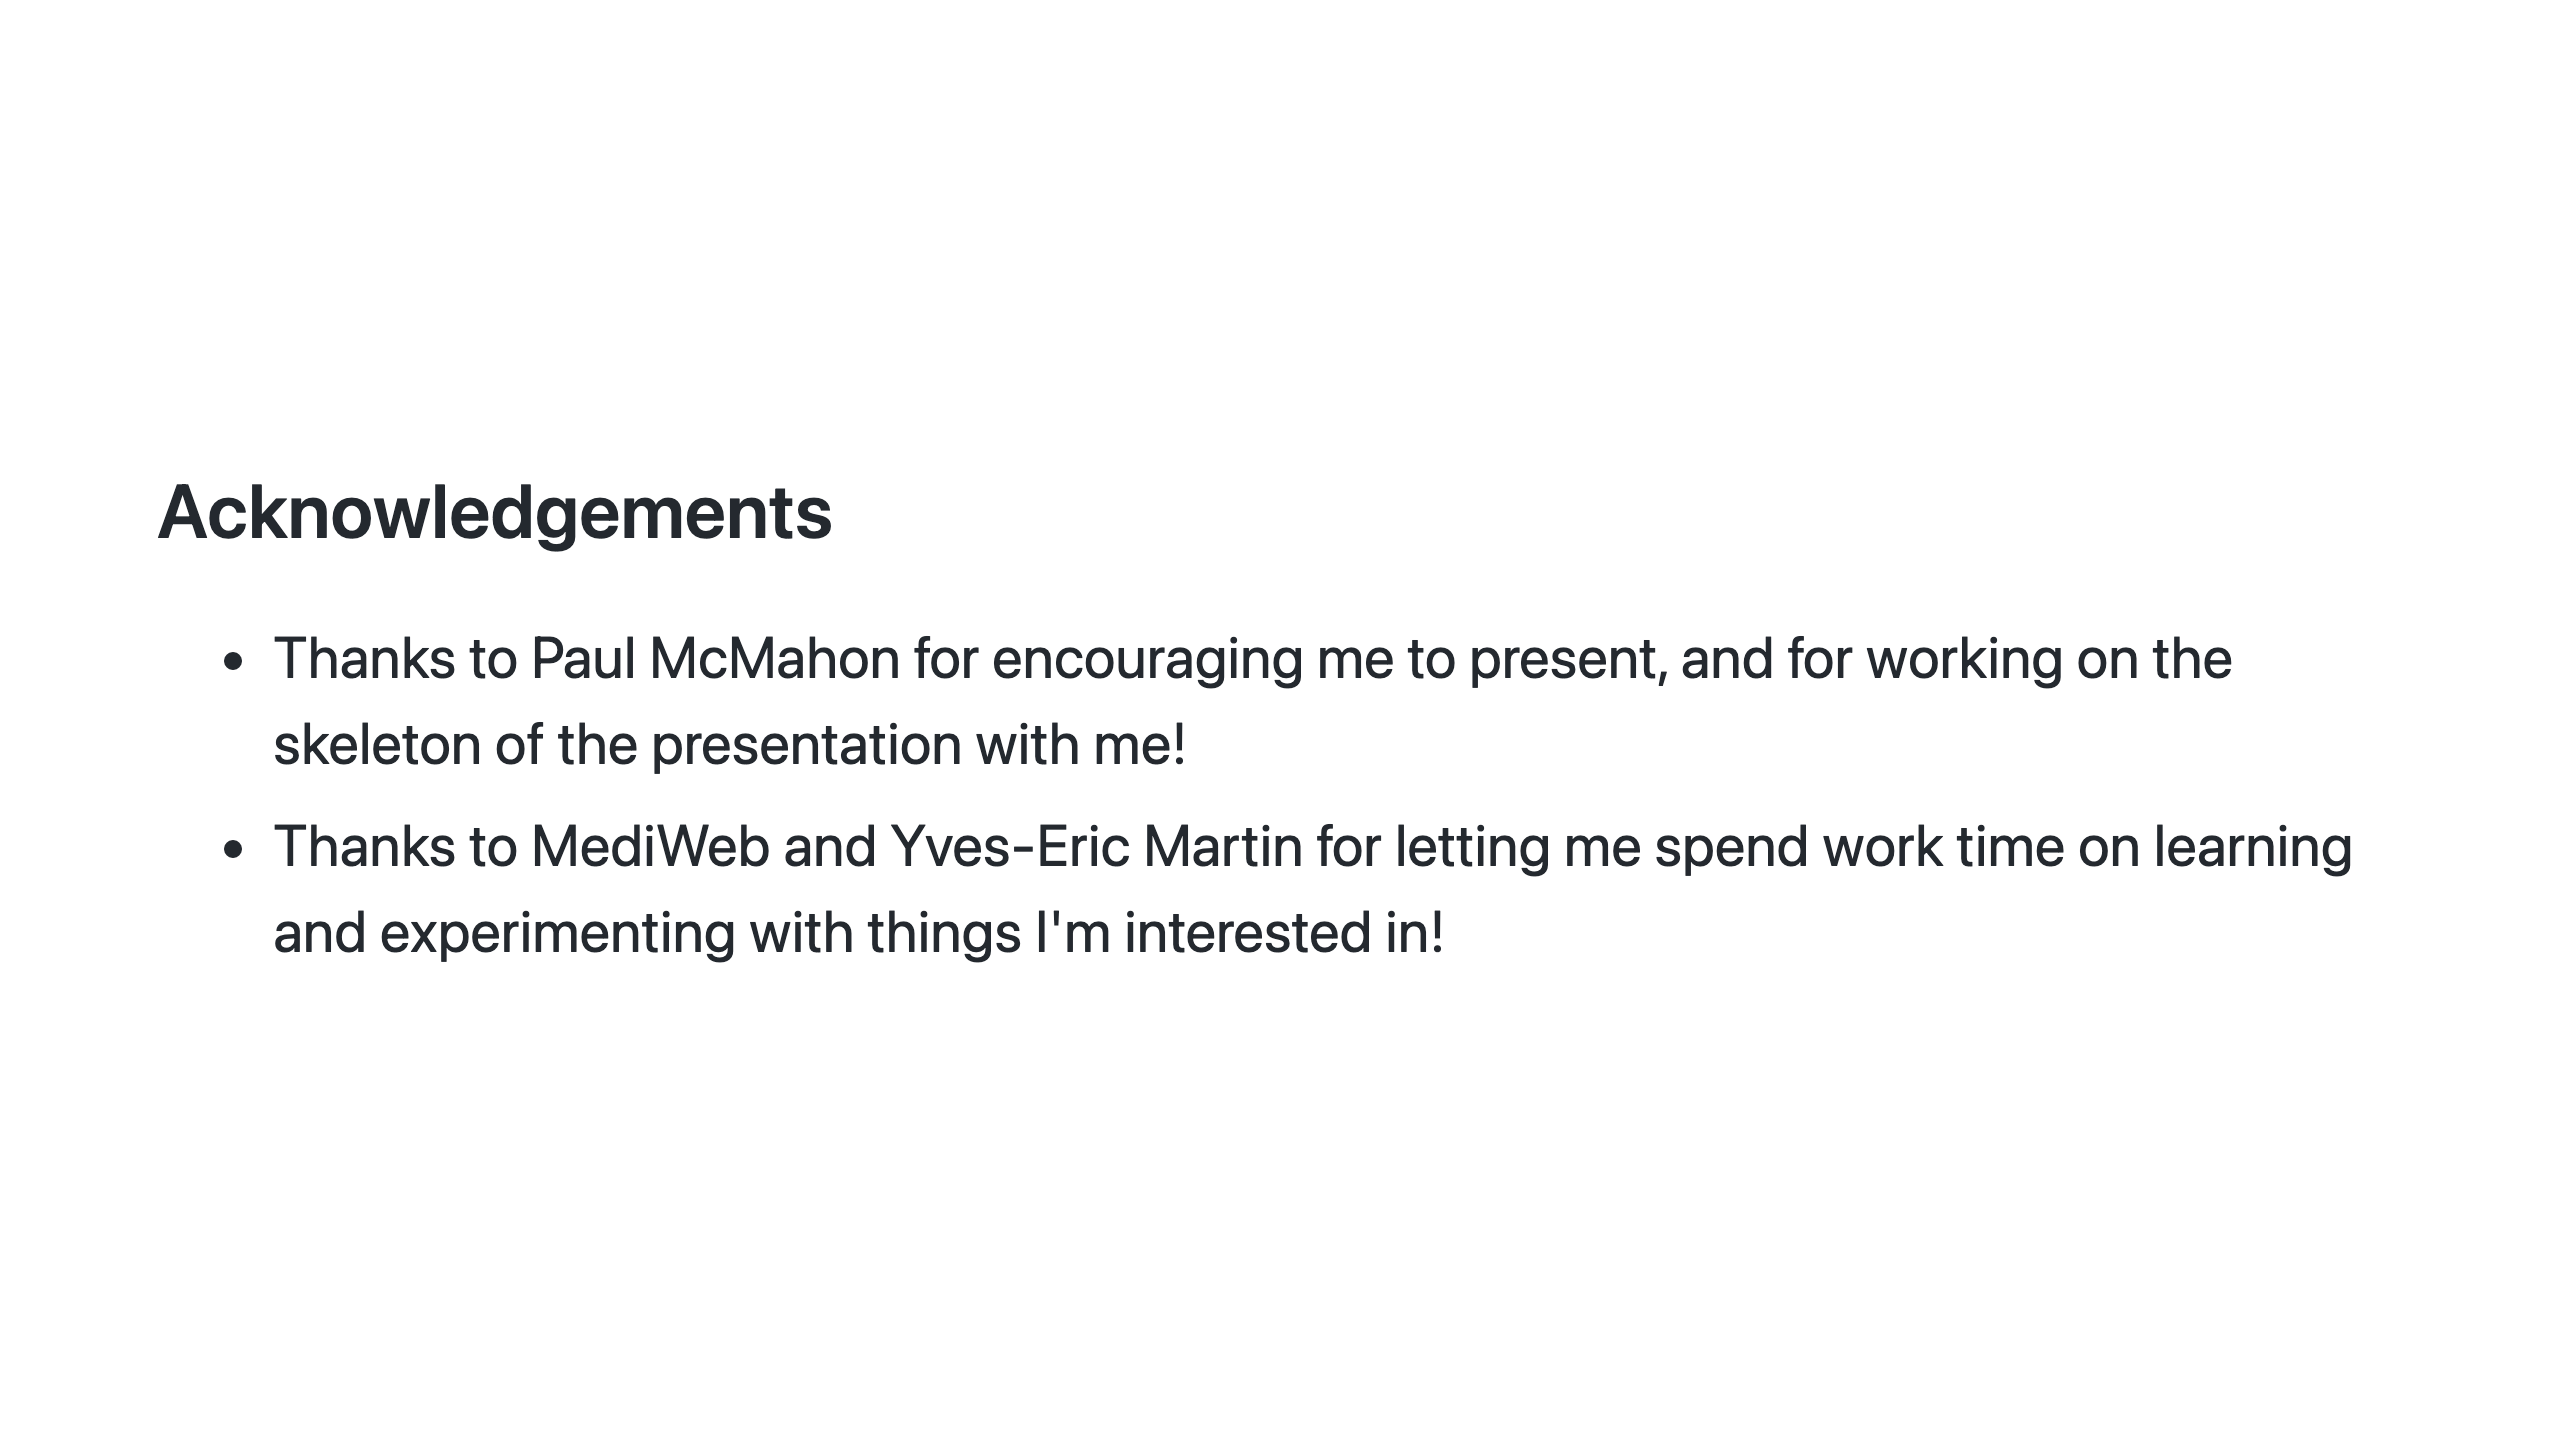 Acknowledgements
• Thanks to Paul McMahon for encouraging me to present, and for working on the
skeleton of the presentation with me!
• Thanks to MediWeb and Yves-Eric Martin for letting me spend work time on learning
and experimenting with things I'm interested in!